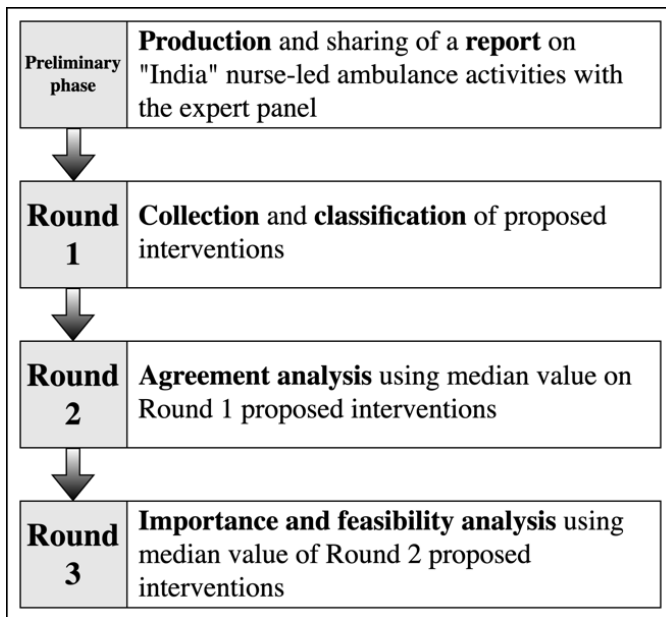 Preliminary
phase
Production and sharing of a report on
"India" nurse-led ambulance activities with
the expert panel
Round
1
Collection and classification of proposed
interventions
Round
2
Agreement analysis using median value on
Round 1 proposed interventions
Round
3
Importance and feasibility analysis using
median value of Round 2 proposed
interventions